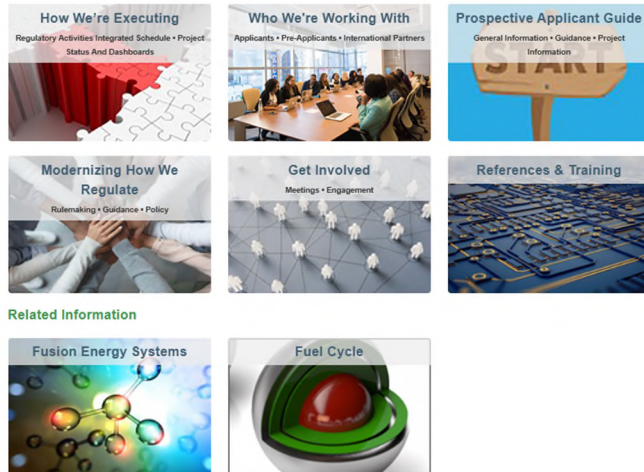 How We're Executing
Regulatory Activities Integrated Schedule • Project
Status And Dashboards
Who We're Working With
Applicants • Pre-Applicants • International Partners
Prospective Applicant Guide
General Information • Guidance • Project
Information
START
Modernizing How We
Regulate
Rulemaking • Guidance • Policy
Get Involved
Meetings • Engagement
References & Training
Related Information
Fusion Energy Systems
Fuel Cycle